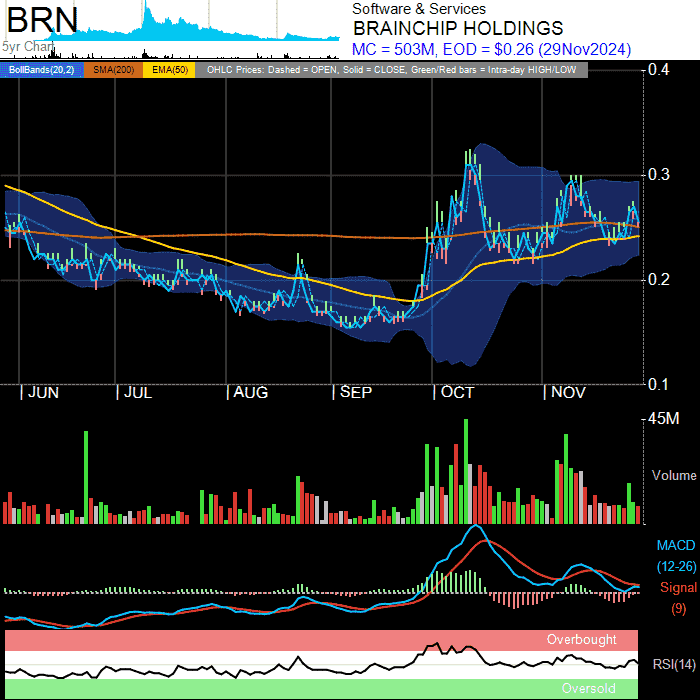 BRN
5yr Chart
Software & Services
BRAINCHIP HOLDINGS
MC = 503M, EOD = $0.26 (29Nov2024)
BollBands(20,2) SMA(200) EMA(50) OHLC Prices: Dashed = OPEN, Solid = CLOSE, Green/Red bars = Intra-day HIGH/LOW
0.4
0.3
0.2
0.1
| JUN | JUL | AUG | SEP | OCT | NOV
45M
Volume
MACD
(12-26)
Signal
(9)
Overbought
RSI(14)
Oversold